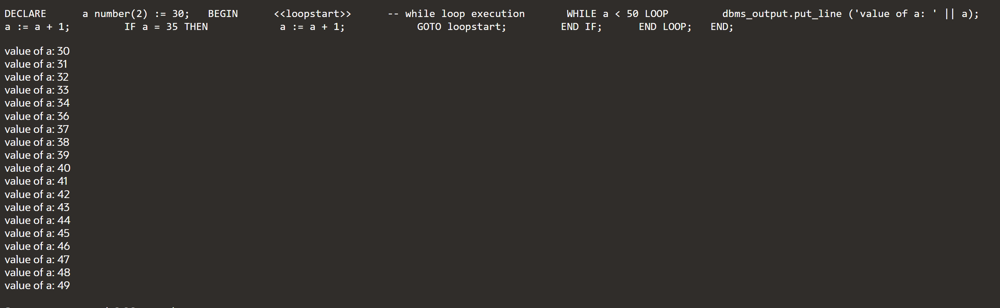 DECLARE      a number(2) := 30;   BEGIN      <<loopstart>>      -- while loop execution       WHILE a < 50 LOOP         dbms_output.put_line ('value of a: ' || a);
a := a + 1;         IF a = 35 THEN            a := a + 1;            GOTO loopstart;         END IF;      END LOOP;   END;
value of a: 30
value of a: 31
value of a: 32
value of a: 33
value of a: 34
value of a: 36
value of a: 37
value of a: 38
value of a: 39
value of a: 40
value of a: 41
value of a: 42
value of a: 43
value of a: 44
value of a: 45
value of a: 46
value of a: 47
value of a: 48
value of a: 49